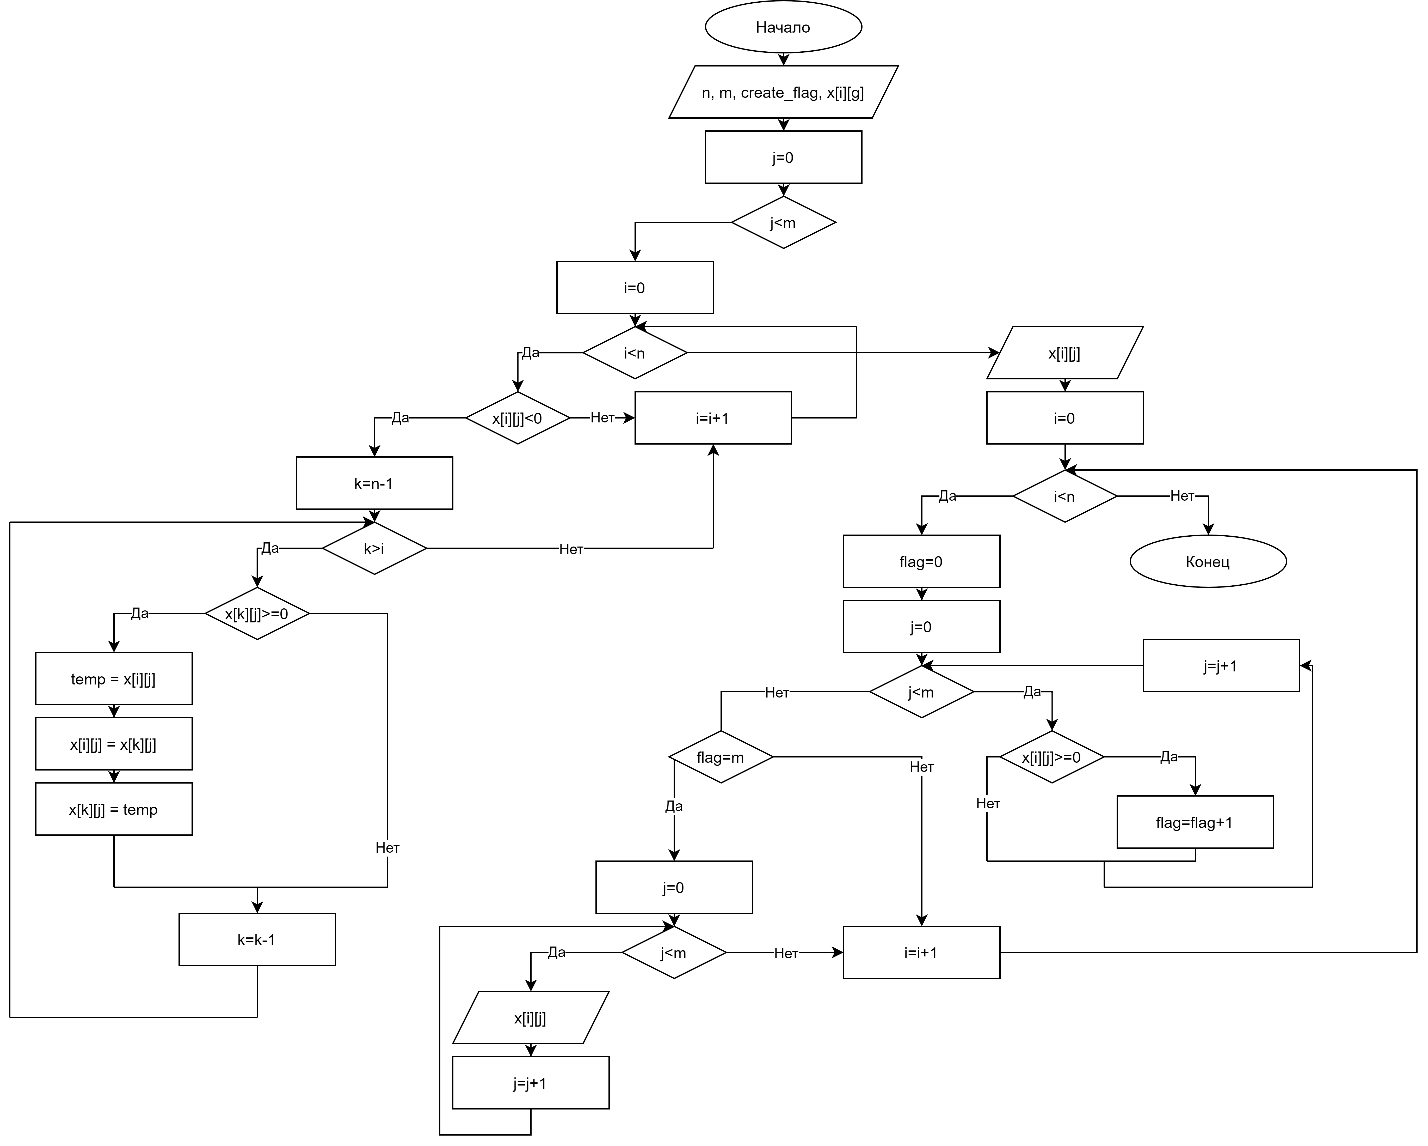 Начало
n, m, create_flag, x[i][g]
j=0
j<m
i=0
i<n
Да
x[i][j]
x[i][j]<0
Да
Нет
i=i+1
i=0
k=n-1
i<n
Да
Нет
k>i
Да
Нет
flag=0
Конец
x[k][j]>=0
Да
j=0
temp = x[i][j]
j=j+1
j<m
Нет
Да
x[i][j] = x[k][j]
flag=m
Нет
x[i][j]>=0
Да
x[k][j] = temp
Да
Нет
flag=flag+1
Нет
j=0
k=k-1
j<m
Да
Нет
i=i+1
x[i][j]
j=j+1